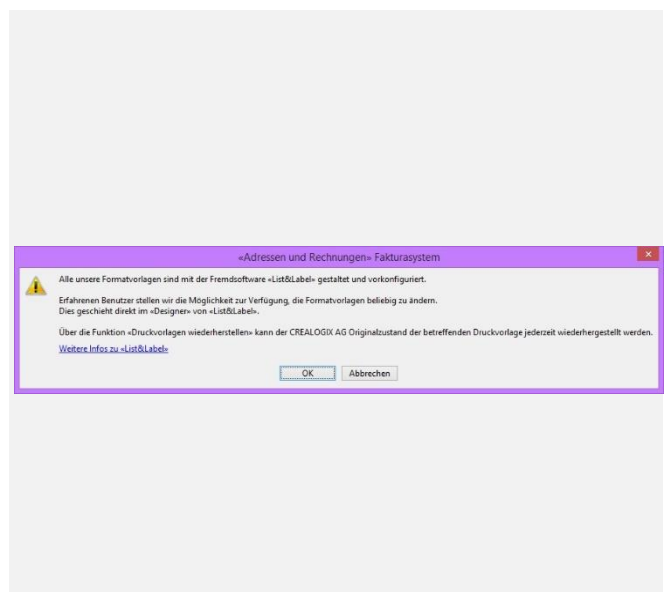 «Adressen und Rechnungen» Fakturasystem
Alle unsere Formatvorlagen sind mit der Fremdsoftware «List&Label» gestaltet und vorkonfiguriert.
Erfahrenen Benutzer stellen wir die Möglichkeit zur Verfügung, die Formatvorlagen beliebig zu ändern.
Dies geschieht direkt im «Designer» von «List&Label».
Über die Funktion «Druckvorlagen wiederherstellen» kann der CREALOGIX AG Originalzustand der betreffenden Druckvorlage jederzeit wiederhergestellt werden.
Weitere Infos zu «List&Label»
OK Abbrechen